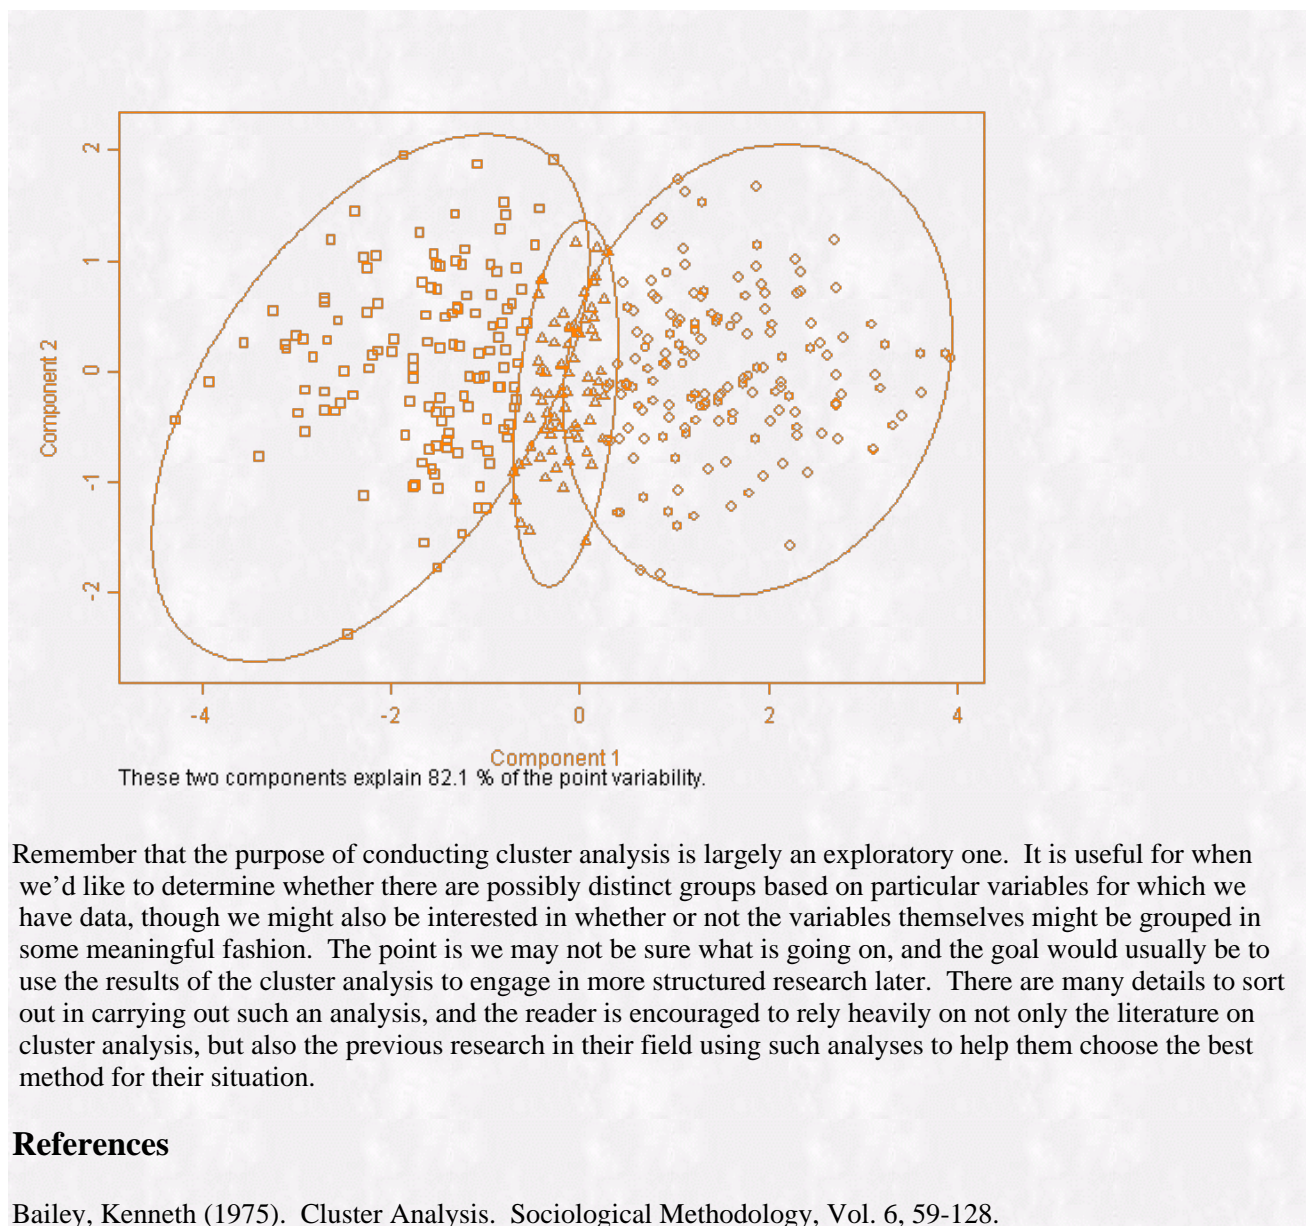 2
1
0
-1
-2
Component 2
-4 -2 0 2 4
Component 1
These two components explain 82.1 % of the point variability.
Remember that the purpose of conducting cluster analysis is largely an exploratory one. It is useful for when
we'd like to determine whether there are possibly distinct groups based on particular variables for which we
have data, though we might also be interested in whether or not the variables themselves might be grouped in
some meaningful fashion. The point is we may not be sure what is going on, and the goal would usually be to
use the results of the cluster analysis to engage in more structured research later. There are many details to sort
out in carrying out such an analysis, and the reader is encouraged to rely heavily on not only the literature on
cluster analysis, but also the previous research in their field using such analyses to help them choose the best
method for their situation.
References
Bailey, Kenneth (1975). Cluster Analysis. Sociological Methodology, Vol. 6, 59-128.